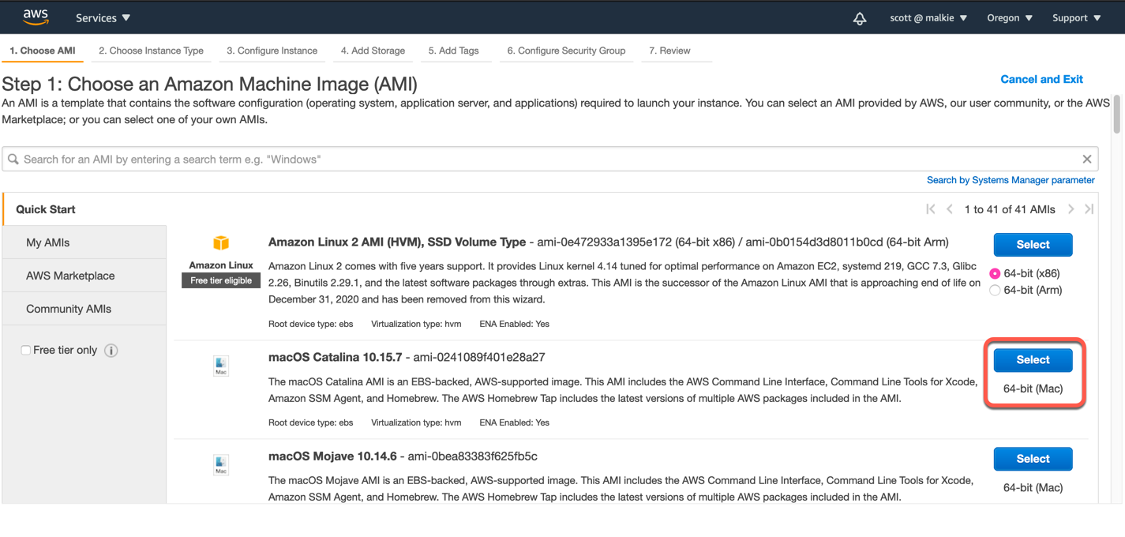 aws Services scott @ malkie Oregon Support
1. Choose AMI 2. Choose Instance Type 3. Configure Instance 4. Add Storage 5. Add Tags 6. Configure Security Group 7. Review
Step 1: Choose an Amazon Machine Image (AMI)
Cancel and Exit
An AMI is a template that contains the software configuration (operating system, application server, and applications) required to launch your instance. You can select an AMI provided by AWS, our user community, or the AWS
Marketplace; or you can select one of your own AMIs.
Search for an AMI by entering a search term e.g. "Windows"
Search by Systems Manager parameter
Quick Start
1 to 41 of 41 AMIs
My AMIs
AWS Marketplace
Community AMIs
Free tier only
Amazon Linux
Free tier eligible
Amazon Linux 2 AMI (HVM), SSD Volume Type - ami-0e472933a1395e172 (64-bit x86) / ami-0b0154d3d8011b0cd (64-bit Arm)
Amazon Linux 2 comes with five years support. It provides Linux kernel 4.14 tuned for optimal performance on Amazon EC2, systemd 219, GCC 7.3, Glibc
2.26, Binutils 2.29.1, and the latest software packages through extras. This AMI is the successor of the Amazon Linux AMI that is approaching end of life on
December 31, 2020 and has been removed from this wizard.
Root device type: ebs Virtualization type: hvm ENA Enabled: Yes
Select
64-bit (x86)
64-bit (Arm)
Mac
macOS Catalina 10.15.7 - ami-0241089f401e28a27
The macOS Catalina AMI is an EBS-backed, AWS-supported image. This AMI includes the AWS Command Line Interface, Command Line Tools for Xcode,
Amazon SSM Agent, and Homebrew. The AWS Homebrew Tap includes the latest versions of multiple AWS packages included in the AMI.
Root device type: ebs Virtualization type: hvm ENA Enabled: Yes
Select
64-bit (Mac)
Mac
macOS Mojave 10.14.6 - ami-0bea83383f625fb5c
The macOS Mojave AMI is an EBS-backed, AWS-supported image. This AMI includes the AWS Command Line Interface, Command Line Tools for Xcode,
Amazon SSM Agent, and Homebrew. The AWS Homebrew Tap includes the latest versions of multiple AWS packages included in the AMI.
Select
64-bit (Mac)